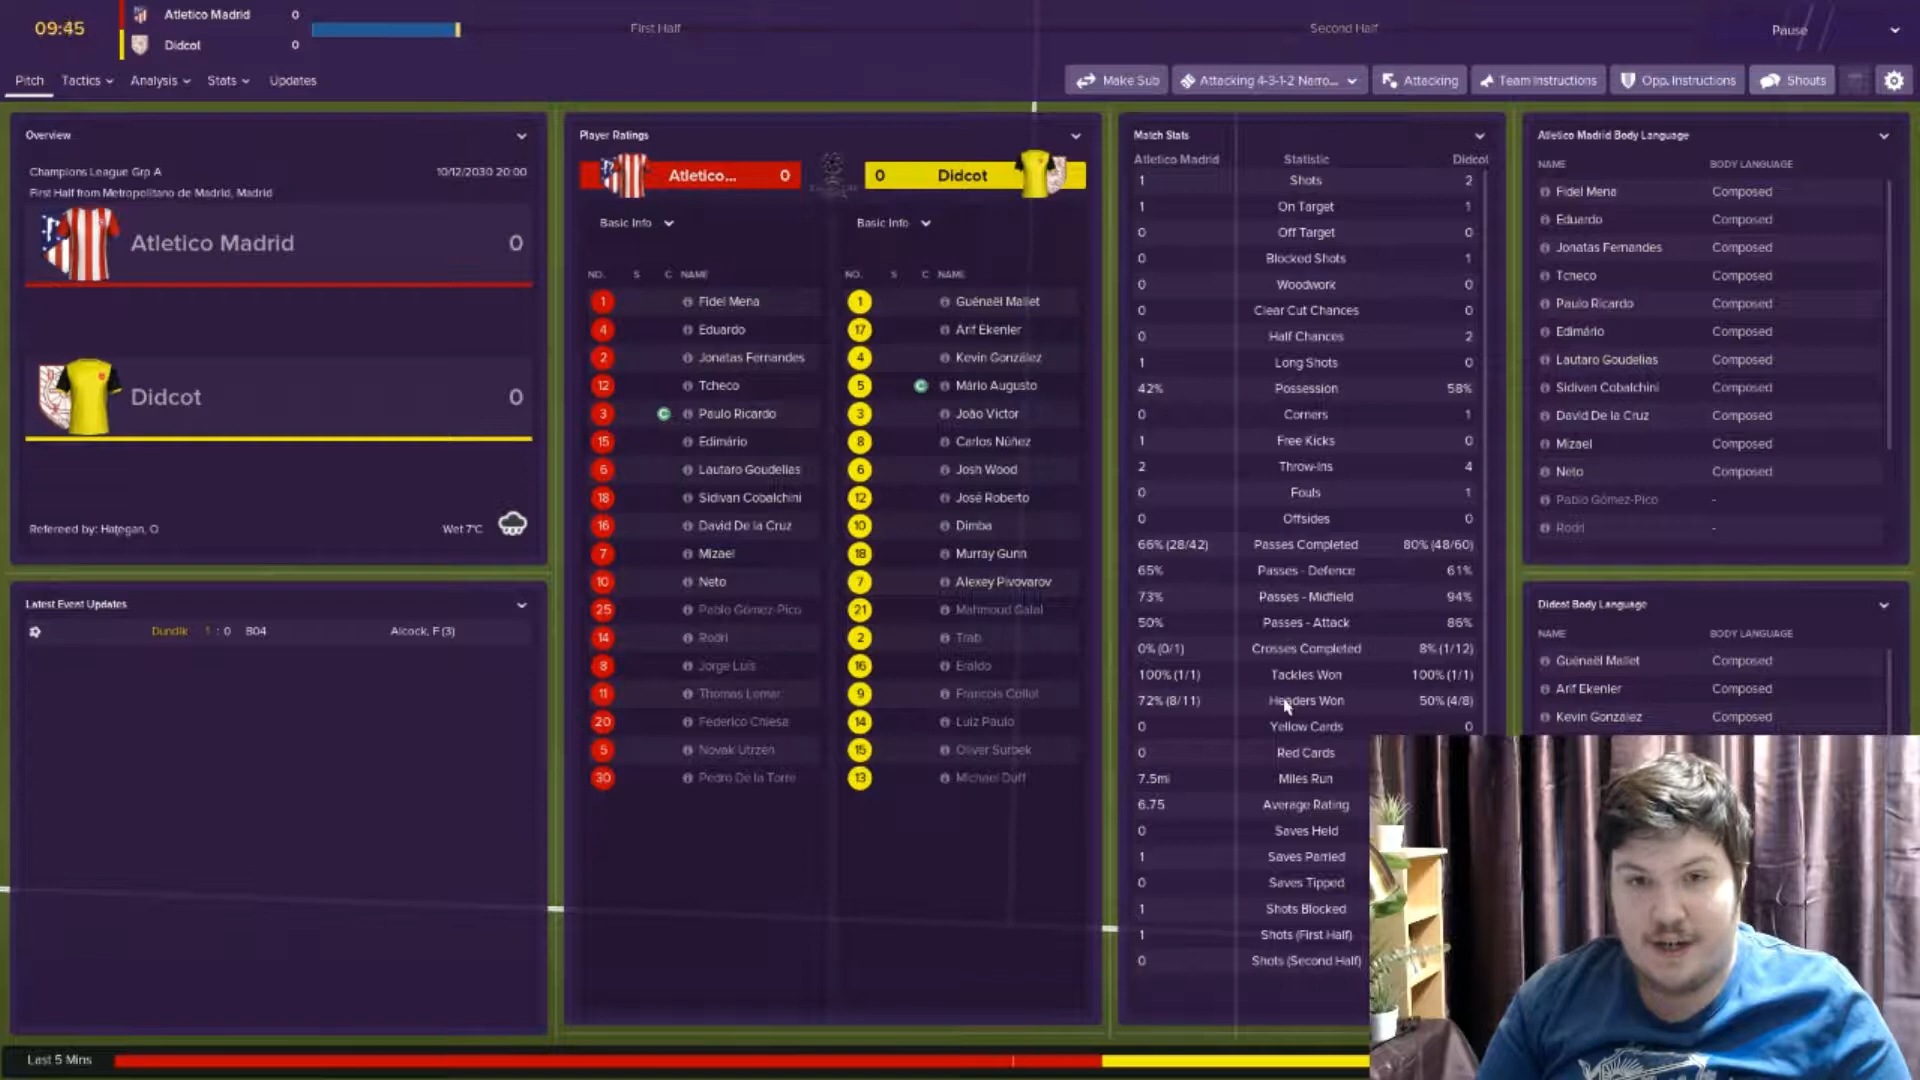 09:45
Atletico Madrid 0
Didcot 0
First Half
Second Half
Pause
Pitch Tactics Analysis Stats Updates
Make Sub Attacking 4-3-1-2 Narro... Attacking Team Instructions Opp. Instructions Shouts
Overview
Champions League Grp A 10/12/2030 20:00
First Half from Metropolitano de Madrid, Madrid
Atletico Madrid 0
Didcot 0
Refereed by: Hațegan, O Wet 7°C
Latest Event Updates
Dundlk 1 : 0 B04 Alcock, F (3)
Player Ratings
Atletico... 0
0 Didcot
Basic Info Basic Info
NO. S C NAME NO. S C NAME
1 Fidel Mena 1 Guénaël Mallet
4 Eduardo 17 Arif Ekenler
2 Jonatas Fernandes 4 Kevin González
12 Tcheco 5 C Mário Augusto
3 C Paulo Ricardo 3 João Victor
15 Edimário 8 Carlos Núñez
6 Lautaro Goudelias 6 Josh Wood
18 Sidivan Cobalchini 12 José Roberto
16 David De la Cruz 10 Dimba
7 Mizael 18 Murray Gunn
10 Neto 7 Alexey Pivovarov
25 Pablo Gómez-Pico 21 Mahmoud Galal
14 Rodri 2 Trab
8 Jorge Luis 16 Eraldo
11 Thomas Lemar 9 Francois Collot
20 Federico Chiesa 14 Luiz Paulo
5 Novak Utrzen 15 Oliver Surbek
30 Pedro De la Torre 13 Michael Duff
Match Stats
Atletico Madrid Statistic Didcot
1 Shots 2
1 On Target 1
0 Off Target 0
0 Blocked Shots 1
0 Woodwork 0
0 Clear Cut Chances 0
0 Half Chances 2
1 Long Shots 0
42% Possession 58%
0 Corners 1
1 Free Kicks 0
2 Throw-Ins 4
0 Fouls 1
0 Offsides 0
66% (28/42) Passes Completed 80% (48/60)
65% Passes - Defence 61%
73% Passes - Midfield 94%
50% Passes - Attack 86%
0% (0/1) Crosses Completed 8% (1/12)
100% (1/1) Tackles Won 100% (1/1)
72% (8/11) Headers Won 50% (4/8)
0 Yellow Cards 0
0 Red Cards
7.5mi Miles Run
6.75 Average Rating
0 Saves Held
1 Saves Parried
0 Saves Tipped
1 Shots Blocked
1 Shots (First Half)
0 Shots (Second Half)
Atletico Madrid Body Language
NAME BODY LANGUAGE
Fidel Mena Composed
Eduardo Composed
Jonatas Fernandes Composed
Tcheco Composed
Paulo Ricardo Composed
Edimário Composed
Lautaro Goudelias Composed
Sidivan Cobalchini Composed
David De la Cruz Composed
Mizael Composed
Neto Composed
Pablo Gómez-Pico -
Rodri -
Didcot Body Language
NAME BODY LANGUAGE
Guénaël Mallet Composed
Arif Ekenler Composed
Kevin González Composed
Last 5 Mins